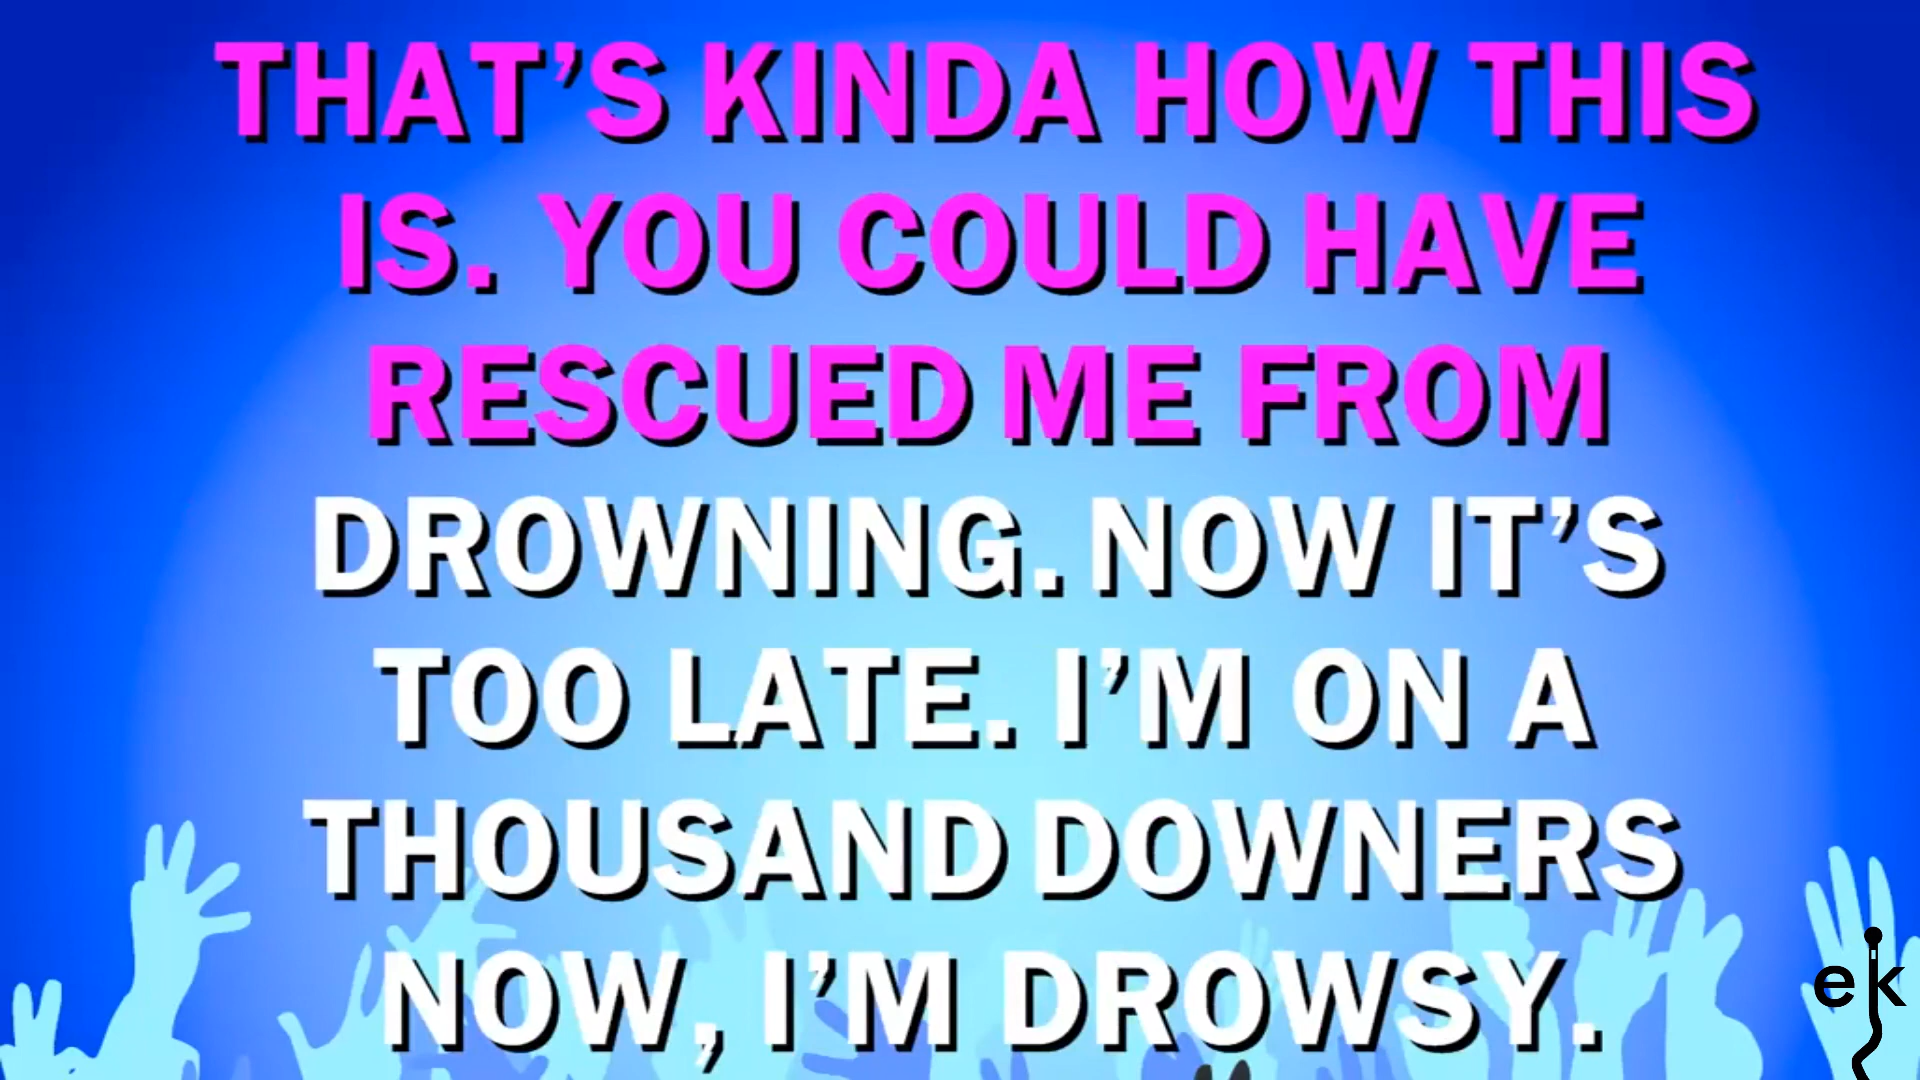 THAT’S KINDA HOW THIS
IS. YOU COULD HAVE
RESCUED ME FROM
DROWNING. NOW IT’S
TOO LATE. I’M ON A
THOUSAND DOWNERS
NOW, I’M DROWSY.
ek